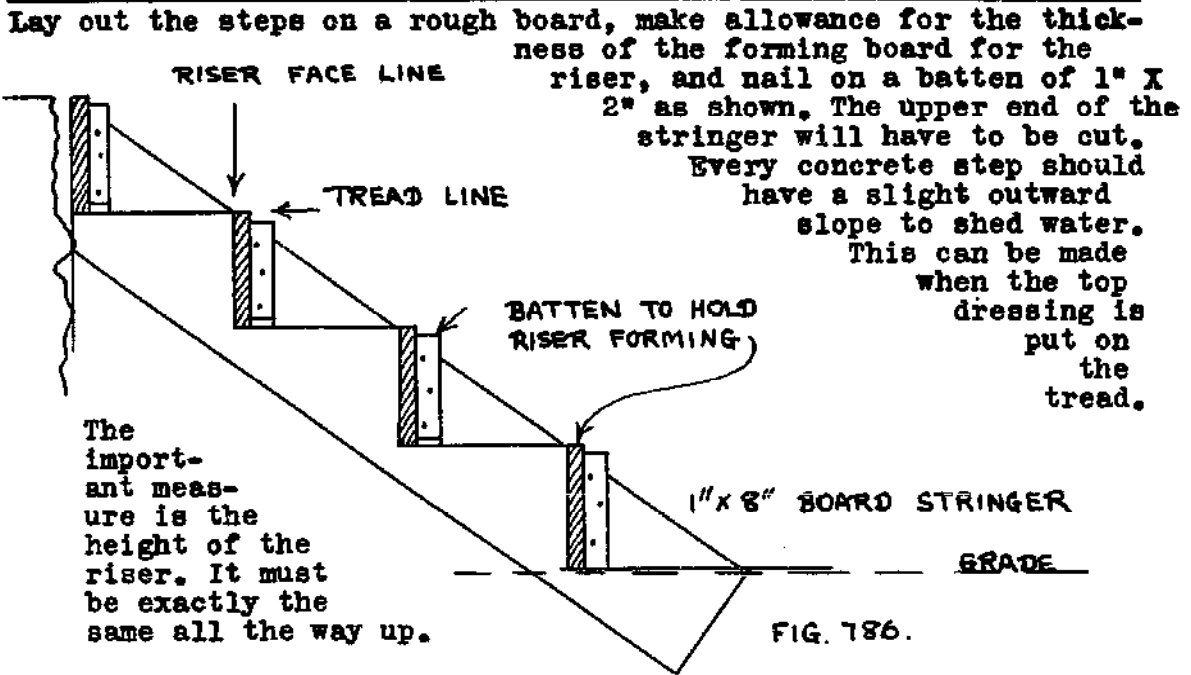 Lay out the steps on a rough board, make allowance for the thick-
ness of the forming board for the
riser, and nail on a batten of 1" X
2" as shown. The upper end of the
stringer will have to be cut.
Every concrete step should
have a slight outward
slope to shed water.
This can be made
when the top
dressing is
put on
the
tread.
RISER FACE LINE
TREAD LINE
BATTEN TO HOLD
RISER FORMING
The
import-
ant meas-
ure is the
height of the
riser. It must
be exactly the
same all the way up.
1" X 8" BOARD STRINGER
GRADE
FIG. 786.